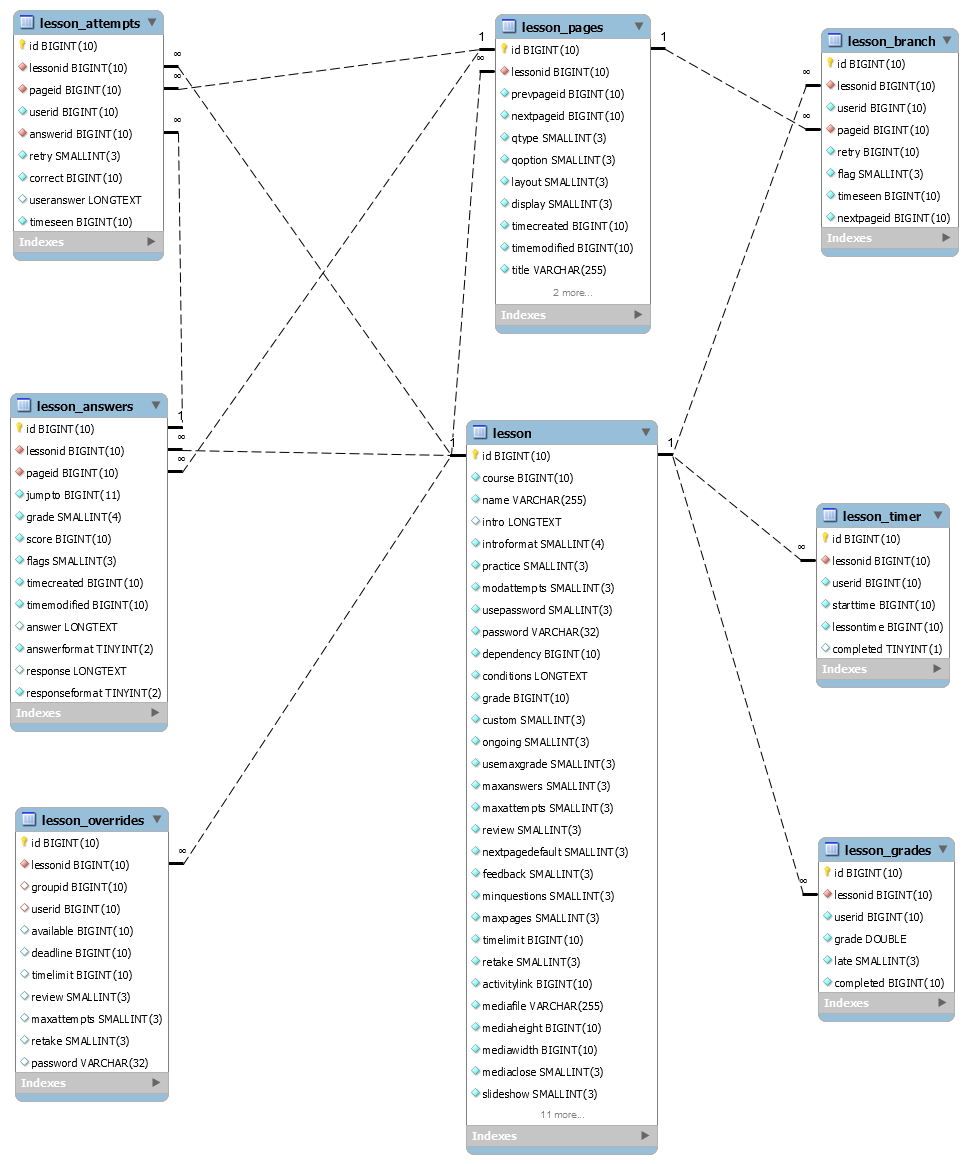 lesson_attempts
id BIGINT(10)
lessonid BIGINT(10)
pageid BIGINT(10)
userid BIGINT(10)
answerid BIGINT(10)
retry SMALLINT(3)
correct BIGINT(10)
useranswer LONGTEXT
timeseen BIGINT(10)
Indexes
∞
∞
∞
lesson_pages
id BIGINT(10)
lessonid BIGINT(10)
prevpageid BIGINT(10)
nextpageid BIGINT(10)
qtype SMALLINT(3)
qoption SMALLINT(3)
layout SMALLINT(3)
display SMALLINT(3)
timecreated BIGINT(10)
timemodified BIGINT(10)
title VARCHAR(255)
2 more...
Indexes
1
∞
1
lesson_branch
id BIGINT(10)
lessonid BIGINT(10)
userid BIGINT(10)
pageid BIGINT(10)
retry BIGINT(10)
flag SMALLINT(3)
timeseen BIGINT(10)
nextpageid BIGINT(10)
Indexes
∞
∞
lesson_answers
id BIGINT(10)
lessonid BIGINT(10)
pageid BIGINT(10)
jumpto BIGINT(11)
grade SMALLINT(4)
score BIGINT(10)
flags SMALLINT(3)
timecreated BIGINT(10)
timemodified BIGINT(10)
answer LONGTEXT
answerformat TINYINT(2)
response LONGTEXT
responseformat TINYINT(2)
Indexes
1
∞
∞
lesson
id BIGINT(10)
course BIGINT(10)
name VARCHAR(255)
intro LONGTEXT
introformat SMALLINT(4)
practice SMALLINT(3)
modattempts SMALLINT(3)
usepassword SMALLINT(3)
password VARCHAR(32)
dependency BIGINT(10)
conditions LONGTEXT
grade BIGINT(10)
custom SMALLINT(3)
ongoing SMALLINT(3)
usemaxgrade SMALLINT(3)
maxanswers SMALLINT(3)
maxattempts SMALLINT(3)
review SMALLINT(3)
nextpagedefault SMALLINT(3)
feedback SMALLINT(3)
minquestions SMALLINT(3)
maxpages SMALLINT(3)
timelimit BIGINT(10)
retake SMALLINT(3)
activitylink BIGINT(10)
mediafile VARCHAR(255)
mediaheight BIGINT(10)
mediawidth BIGINT(10)
mediaclose SMALLINT(3)
slideshow SMALLINT(3)
11 more...
Indexes
1
1
lesson_timer
id BIGINT(10)
lessonid BIGINT(10)
userid BIGINT(10)
starttime BIGINT(10)
lessontime BIGINT(10)
completed TINYINT(1)
Indexes
∞
lesson_overrides
id BIGINT(10)
lessonid BIGINT(10)
groupid BIGINT(10)
userid BIGINT(10)
available BIGINT(10)
deadline BIGINT(10)
timelimit BIGINT(10)
review SMALLINT(3)
maxattempts SMALLINT(3)
retake SMALLINT(3)
password VARCHAR(32)
Indexes
∞
lesson_grades
id BIGINT(10)
lessonid BIGINT(10)
userid BIGINT(10)
grade DOUBLE
late SMALLINT(3)
completed BIGINT(10)
Indexes
∞